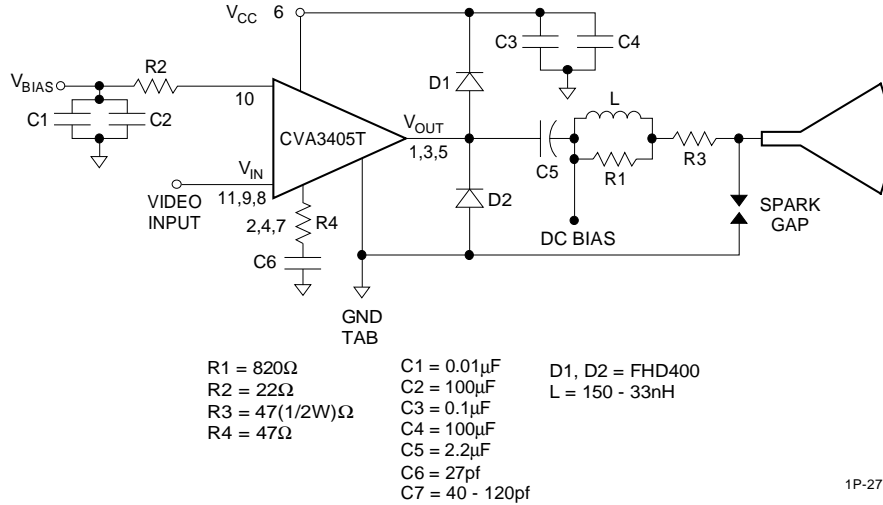 VCC 6
C3
C4
R2
VBIAS
D1
10
L
C1
C2
CVA3405T
VOUT
1,3,5
C5
R1
R3
VIN
VIDEO
INPUT
11,9,8
2,4,7
R4
D2
SPARK
GAP
C6
DC BIAS
GND
TAB
R1 = 820Ω
R2 = 22Ω
R3 = 47(1/2W)Ω
R4 = 47Ω
C1 = 0.01µF
C2 = 100µF
C3 = 0.1µF
C4 = 100µF
C5 = 2.2µF
C6 = 27pf
C7 = 40 - 120pf
D1, D2 = FHD400
L = 150 - 33nH
1P-27